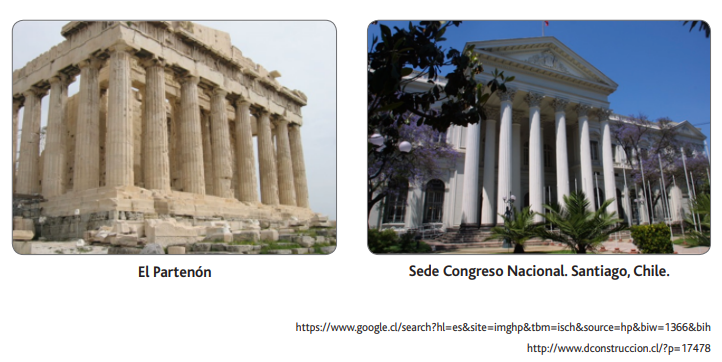 El Partenón
Sede Congreso Nacional. Santiago, Chile.
https://www.google.cl/search?hl=es&site=imghp&tbm=isch&source=hp&biw=1366&bih
http://www.dconstruccion.cl/?p=17478